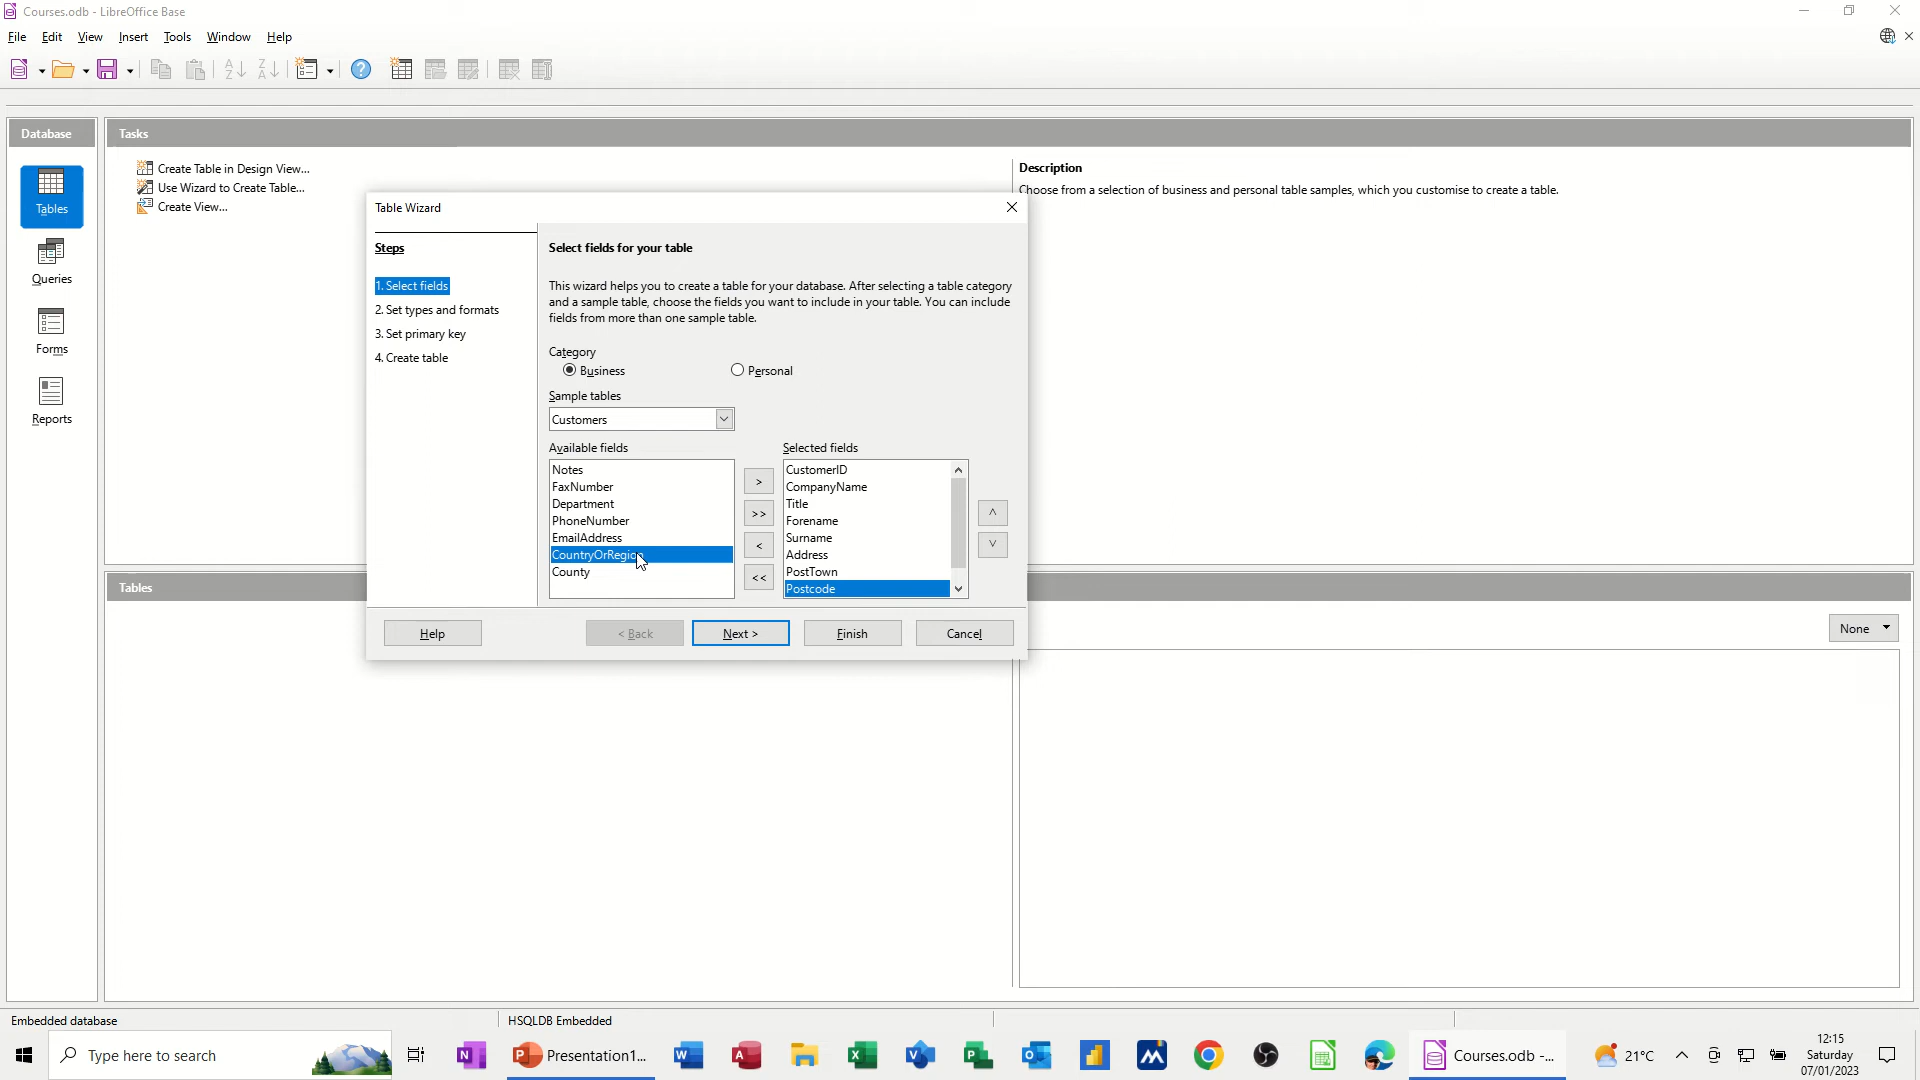 Courses.odb - LibreOffice Base
File Edit View Insert Tools Window Help
Database
Tasks
Tables
Queries
Forms
Reports
Create Table in Design View...
Use Wizard to Create Table...
Create View...
Description
Choose from a selection of business and personal table samples, which you customise to create a table.
Table Wizard
Steps
1. Select fields
2. Set types and formats
3. Set primary key
4. Create table
Select fields for your table
This wizard helps you to create a table for your database. After selecting a table category
and a sample table, choose the fields you want to include in your table. You can include
fields from more than one sample table.
Category
Business Personal
Sample tables
Customers
Available fields
Notes
FaxNumber
Department
PhoneNumber
EmailAddress
CountryOrRegion
County
>
>>
<
<<
Selected fields
CustomerID
CompanyName
Title
Forename
Surname
Address
PostTown
Postcode
Help < Back Next > Finish Cancel
Tables
None
Embedded database HSQLDB Embedded
Type here to search
Presentation1...
Courses.odb -...
21°C
12:15
Saturday
07/01/2023